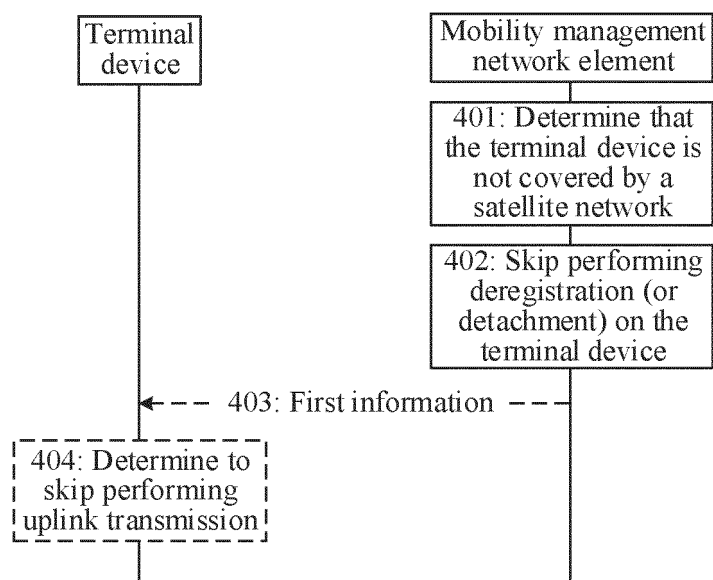 Terminal
device
Mobility management
network element
401: Determine that
the terminal device is
not covered by a
satellite network
402: Skip performing
deregistration (or
detachment) on the
terminal device
403: First information
404: Determine to
skip performing
uplink transmission